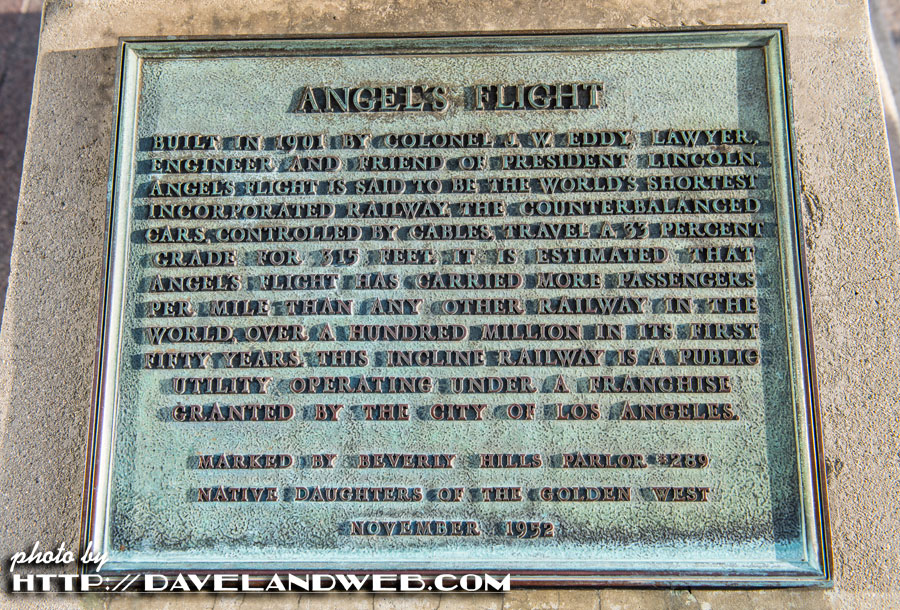 ANGEL'S FLIGHT
BUILT IN 1901 BY COLONEL J. W. EDDY, LAWYER,
ENGINEER AND FRIEND OF PRESIDENT LINCOLN,
ANGEL'S FLIGHT IS SAID TO BE THE WORLD'S SHORTEST
INCORPORATED RAILWAY. THE COUNTERBALANCED
CARS, CONTROLLED BY CABLES, TRAVEL A 33 PERCENT
GRADE FOR 315 FEET. IT IS ESTIMATED THAT
ANGEL'S FLIGHT HAS CARRIED MORE PASSENGERS
PER MILE THAN ANY OTHER RAILWAY IN THE
WORLD, OVER A HUNDRED MILLION IN ITS FIRST
FIFTY YEARS. THIS INCLINE RAILWAY IS A PUBLIC
UTILITY OPERATING UNDER A FRANCHISE
GRANTED BY THE CITY OF LOS ANGELES.
MARKED BY BEVERLY HILLS PARLOR #289
NATIVE DAUGHTERS OF THE GOLDEN WEST
NOVEMBER 1952
photo by
HTTP://DAVELANDWEB.COM